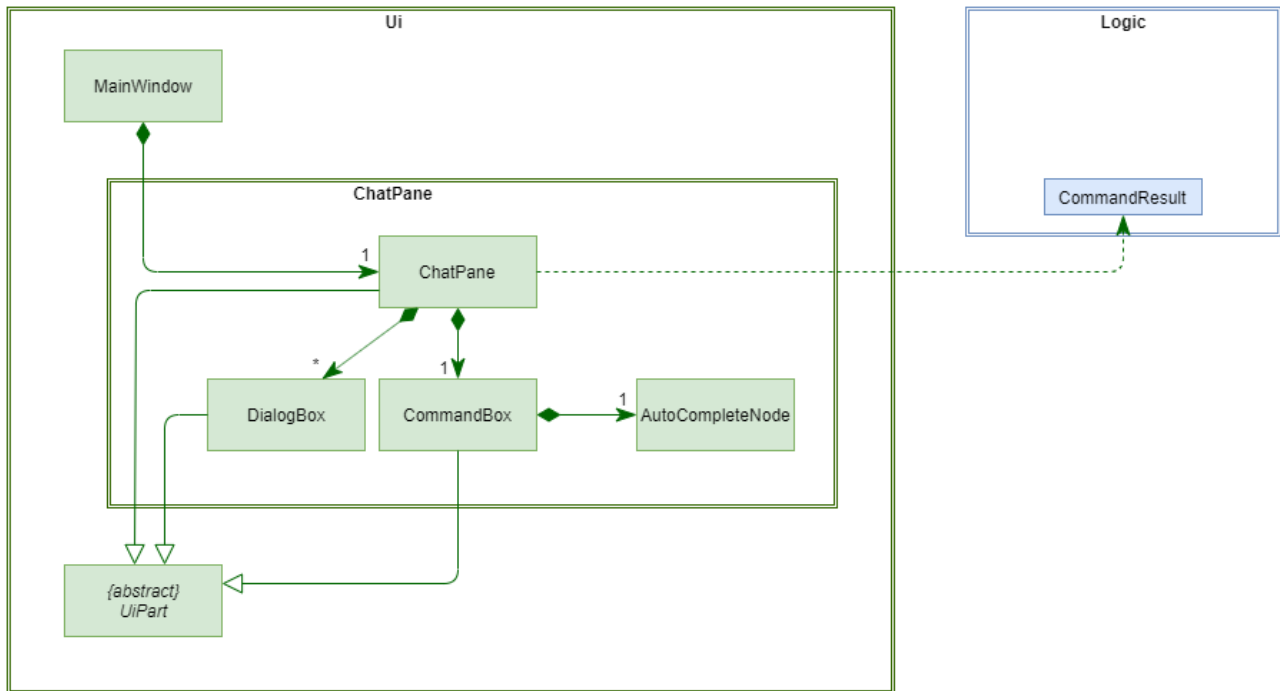 Ui
Logic
MainWindow
ChatPane
CommandResult
1
ChatPane
*
1
DialogBox
CommandBox
1
AutoCompleteNode
{abstract}
UiPart